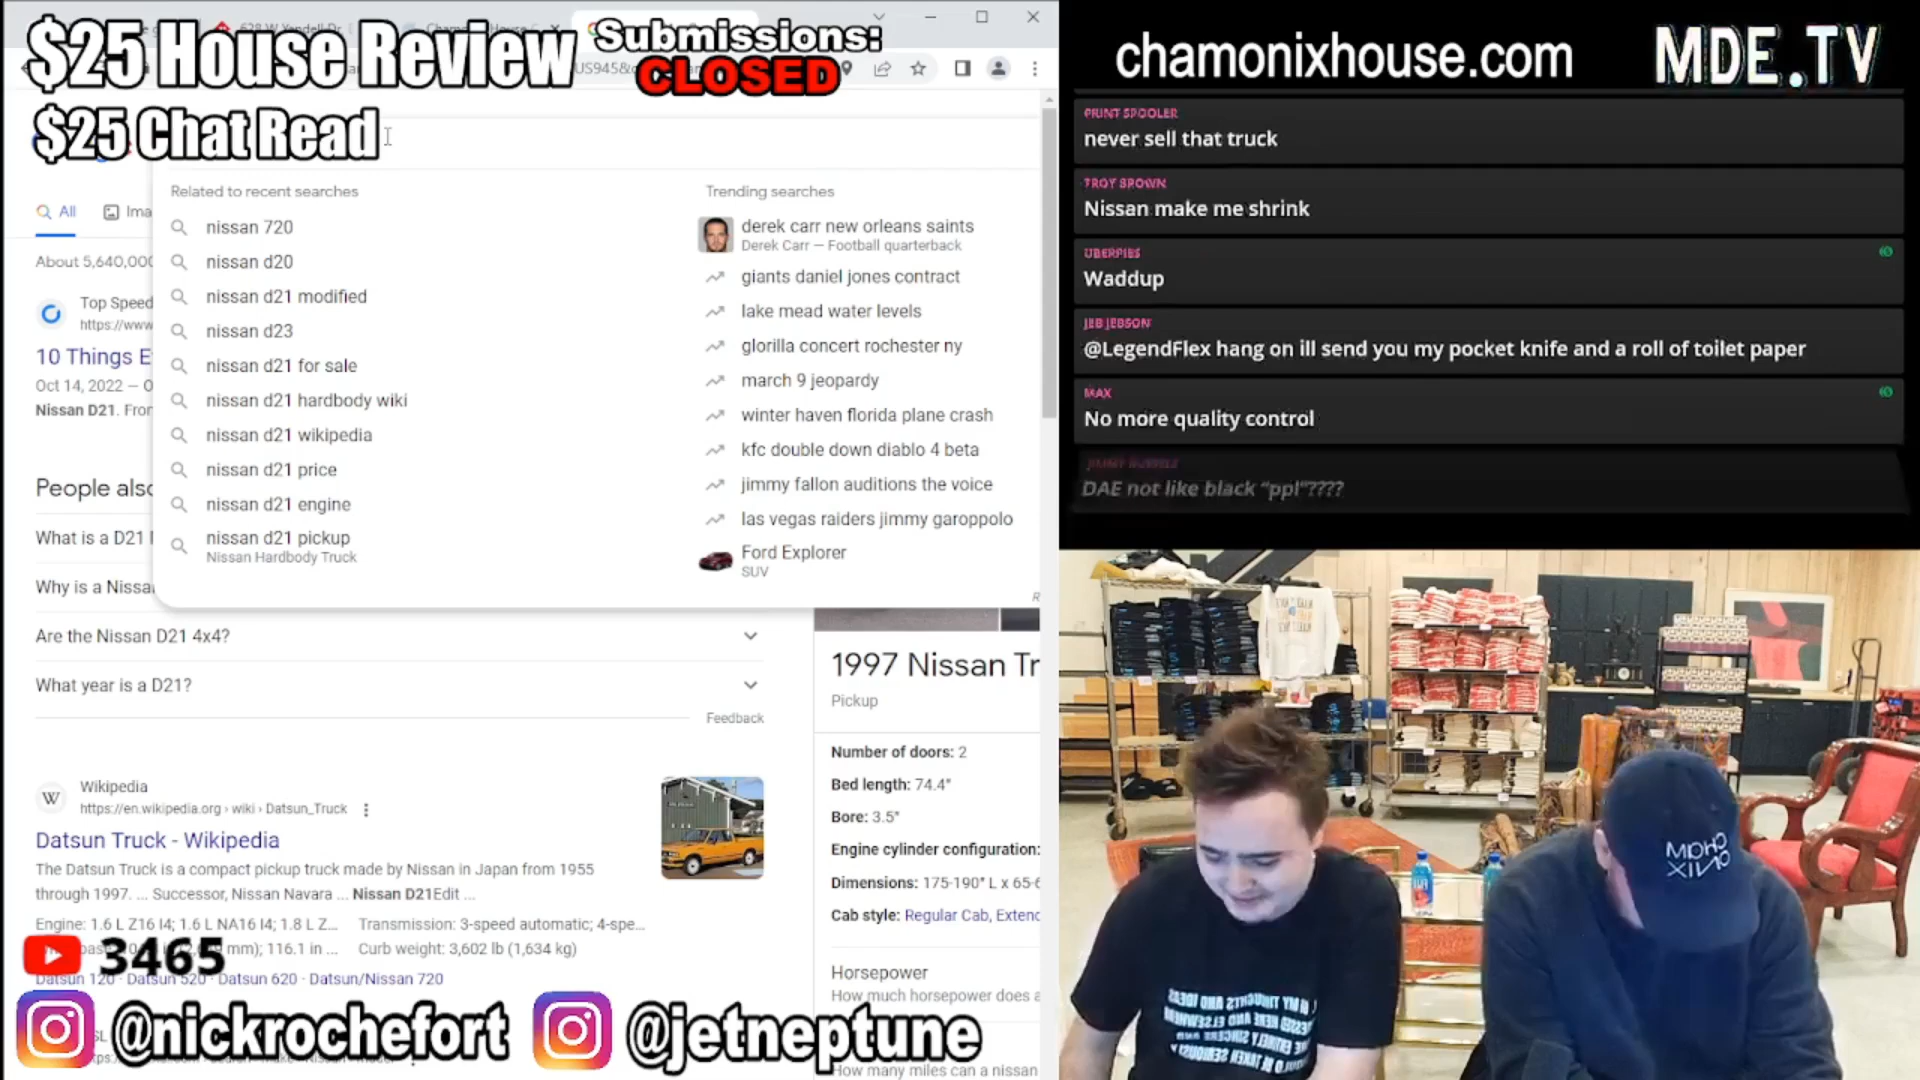 $25 House Review
Submissions:
CLOSED
$25 Chat Read
US945&
All
Ima
About 5,640,000
Top Speed
https://www
10 Things E
Oct 14, 2022 — O
Nissan D21. Fror
People also
What is a D21 
Why is a Nissa
Are the Nissan D21 4x4?
What year is a D21?
Feedback
Related to recent searches
nissan 720
nissan d20
nissan d21 modified
nissan d23
nissan d21 for sale
nissan d21 hardbody wiki
nissan d21 wikipedia
nissan d21 price
nissan d21 engine
nissan d21 pickup
Nissan Hardbody Truck
Trending searches
derek carr new orleans saints
Derek Carr — Football quarterback
giants daniel jones contract
lake mead water levels
glorilla concert rochester ny
march 9 jeopardy
winter haven florida plane crash
kfc double down diablo 4 beta
jimmy fallon auditions the voice
las vegas raiders jimmy garoppolo
Ford Explorer
SUV
Wikipedia
https://en.wikipedia.org › wiki › Datsun_Truck
Datsun Truck - Wikipedia
The Datsun Truck is a compact pickup truck made by Nissan in Japan from 1955
through 1997. ... Successor, Nissan Navara ... Nissan D21Edit ...
Engine: 1.6 L Z16 I4; 1.6 L NA16 I4; 1.8 L Z... Transmission: 3-speed automatic; 4-spe...
mm); 116.1 in ... Curb weight: 3,602 lb (1,634 kg)
Datsun 120 · Datsun 520 · Datsun 620 · Datsun/Nissan 720
3465
@nickrochefort
@jetneptune
1997 Nissan Tr
Pickup
Number of doors: 2
Bed length: 74.4"
Bore: 3.5"
Engine cylinder configuration:
Dimensions: 175-190" L x 65-6
Cab style: Regular Cab, Extend
Horsepower
How much horsepower does a
How many miles can a nissan
chamonixhouse.com
MDE.TV
PRINT SPOOLER
never sell that truck
TROY BROWN
Nissan make me shrink
UBERPIES
Waddup
JEB JEBSON
@LegendFlex hang on ill send you my pocket knife and a roll of toilet paper
MAX
No more quality control
DAE not like black “ppl”????
CHAM
ONIX